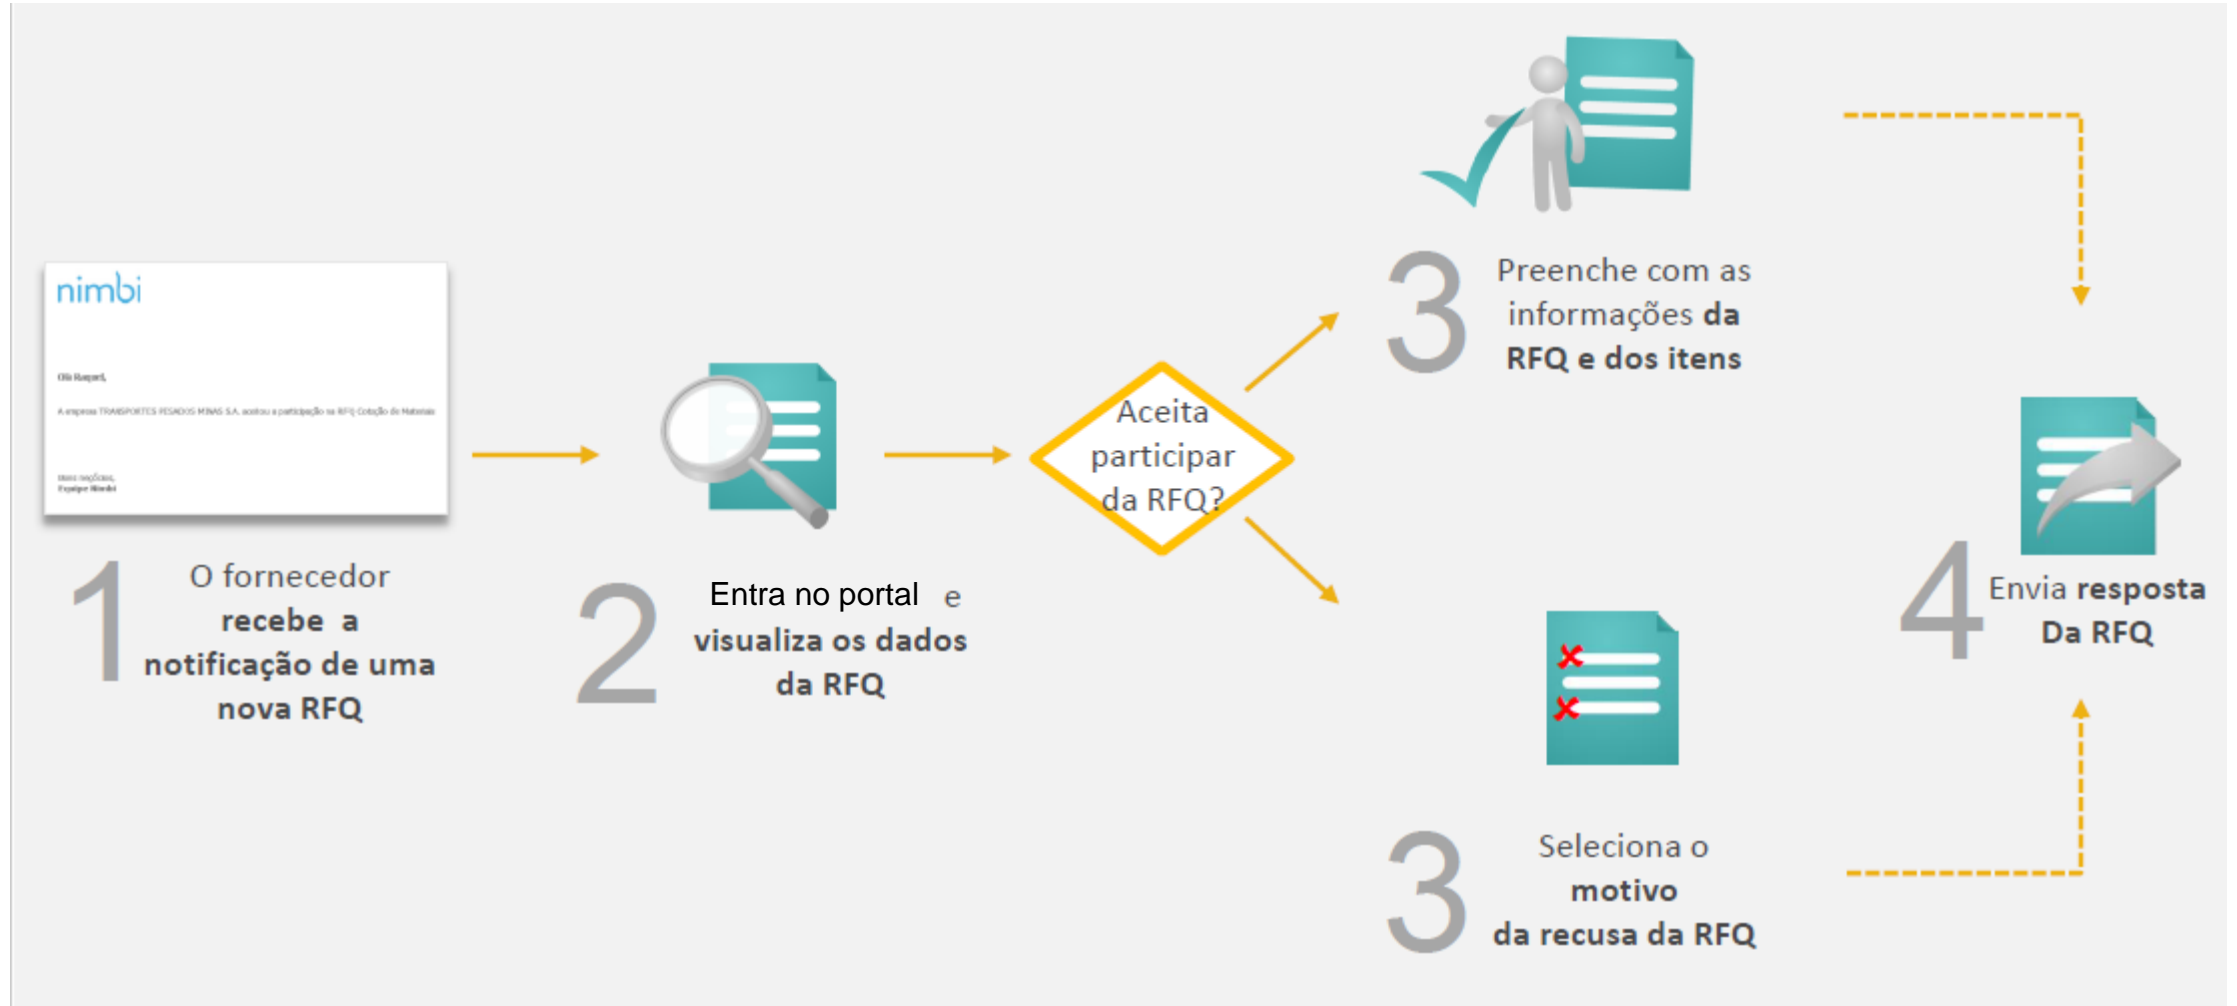 nimbi
Olá Raquel,
A empresa TRANSPORTES PESADOS MINAS S.A. aceitou a participação na RFQ Cotação de Materiais
Bons negócios,
Equipe Nimbi
1
O fornecedor
recebe a
notificação de uma
nova RFQ
2
Entra no portal e
visualiza os dados
da RFQ
Aceita
participar
da RFQ?
3
Preenche com as
informações da
RFQ e dos itens
3
Seleciona o
motivo
da recusa da RFQ
4
Envia resposta
Da RFQ